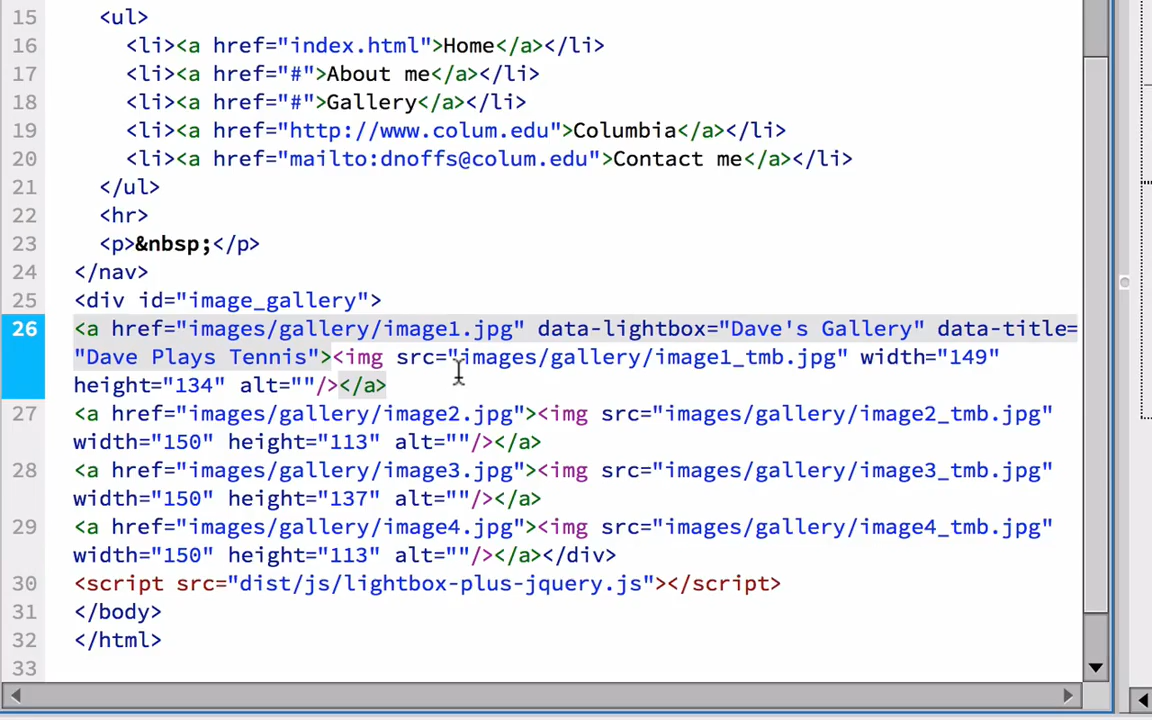 15 <ul>
16 <li><a href="index.html">Home</a></li>
17 <li><a href="#">About me</a></li>
18 <li><a href="#">Gallery</a></li>
19 <li><a href="http://www.colum.edu">Columbia</a></li>
20 <li><a href="mailto:dnoffs@colum.edu">Contact me</a></li>
21 </ul>
22 <hr>
23 <p>&nbsp;</p>
24 </nav>
25 <div id="image_gallery">
26 <a href="images/gallery/image1.jpg" data-lightbox="Dave's Gallery" data-title=
"Dave Plays Tennis"><img src="images/gallery/image1_tmb.jpg" width="149"
height="134" alt=""/></a>
27 <a href="images/gallery/image2.jpg"><img src="images/gallery/image2_tmb.jpg"
width="150" height="113" alt=""/></a>
28 <a href="images/gallery/image3.jpg"><img src="images/gallery/image3_tmb.jpg"
width="150" height="137" alt=""/></a>
29 <a href="images/gallery/image4.jpg"><img src="images/gallery/image4_tmb.jpg"
width="150" height="113" alt=""/></a></div>
30 <script src="dist/js/lightbox-plus-jquery.js"></script>
31 </body>
32 </html>
33